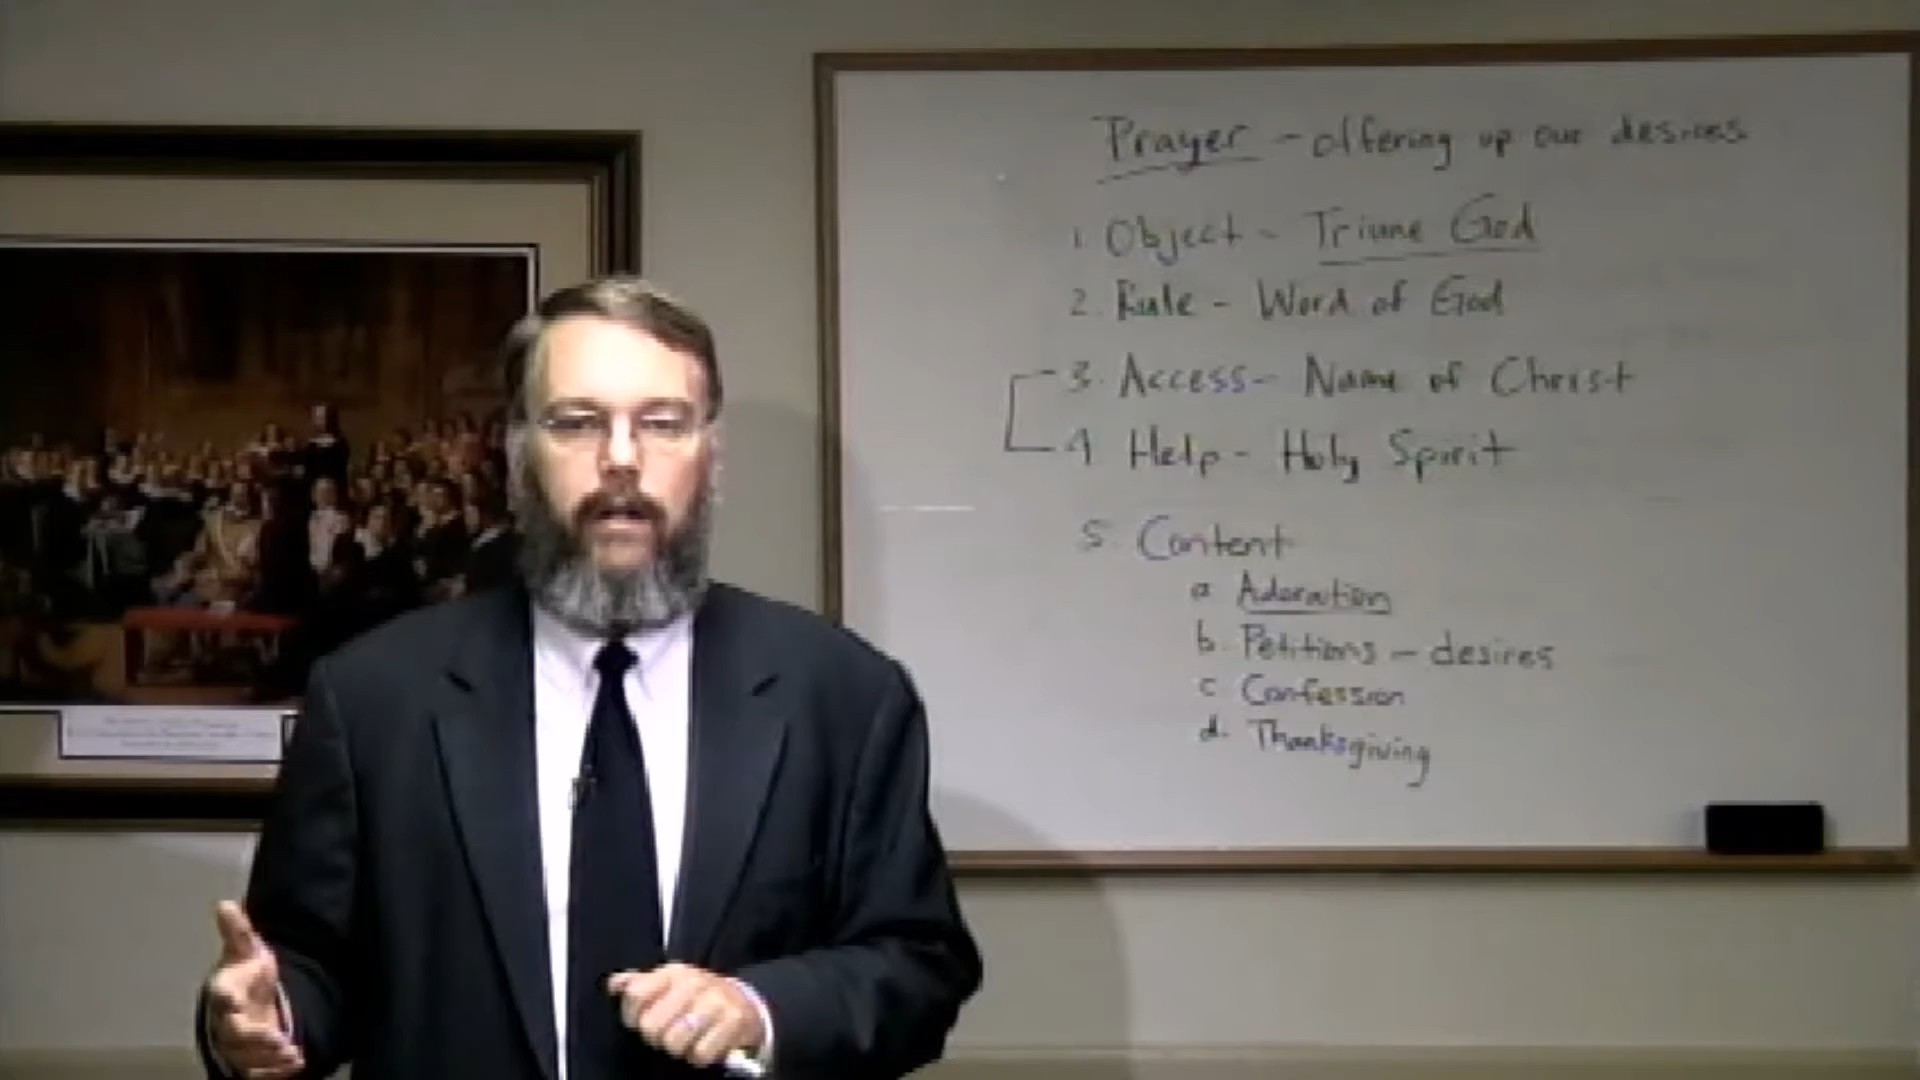 Prayer - offering up our desires
1. Object - Triune God
2. Rule - Word of God
3. Access - Name of Christ
4 Help - Holy Spirit
5. Content
a Adoration
b. Petitions - desires
c Confession
d. Thanksgiving